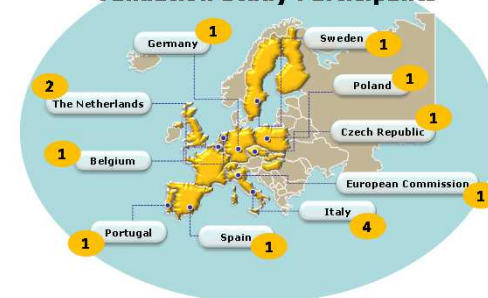 Germany 1
Sweden 1
2
The Netherlands
Poland 1
Czech Republic 1
1 Belgium
European Commission 1
Italy 4
Portugal 1
Spain 1